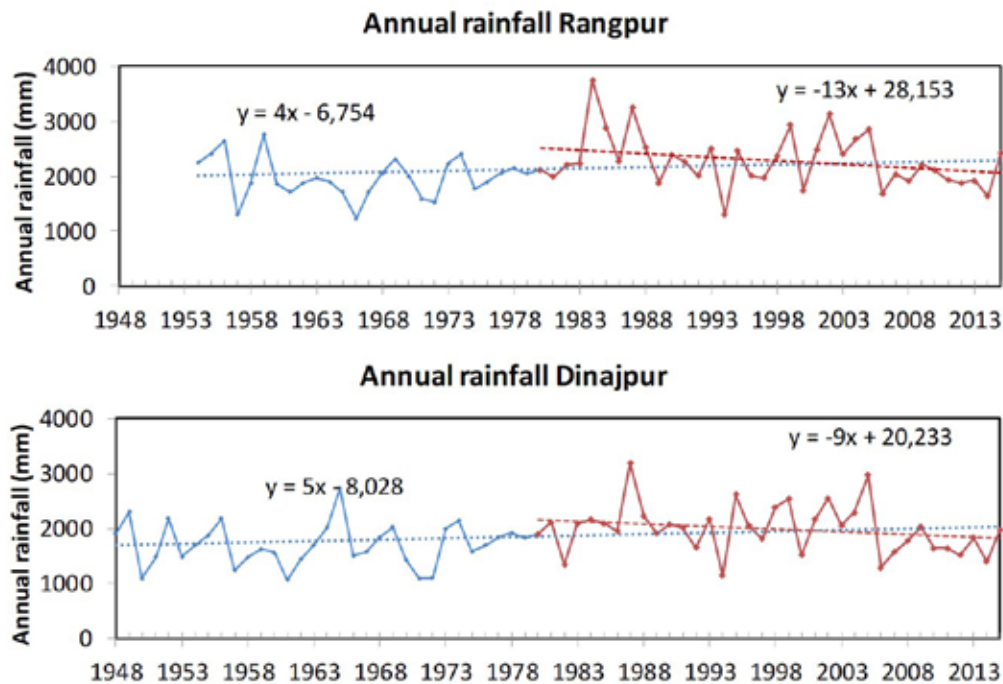 Annual rainfall Rangpur
Annual rainfall (mm)
4000
3000
2000
1000
0
y = 4x - 6,754
y = -13x + 28,153
1948 1953 1958 1963 1968 1973 1978 1983 1988 1993 1998 2003 2008 2013
Annual rainfall Dinajpur
Annual rainfall (mm)
4000
3000
2000
1000
0
y = 5x - 8,028
y = -9x + 20,233
1948 1953 1958 1963 1968 1973 1978 1983 1988 1993 1998 2003 2008 2013